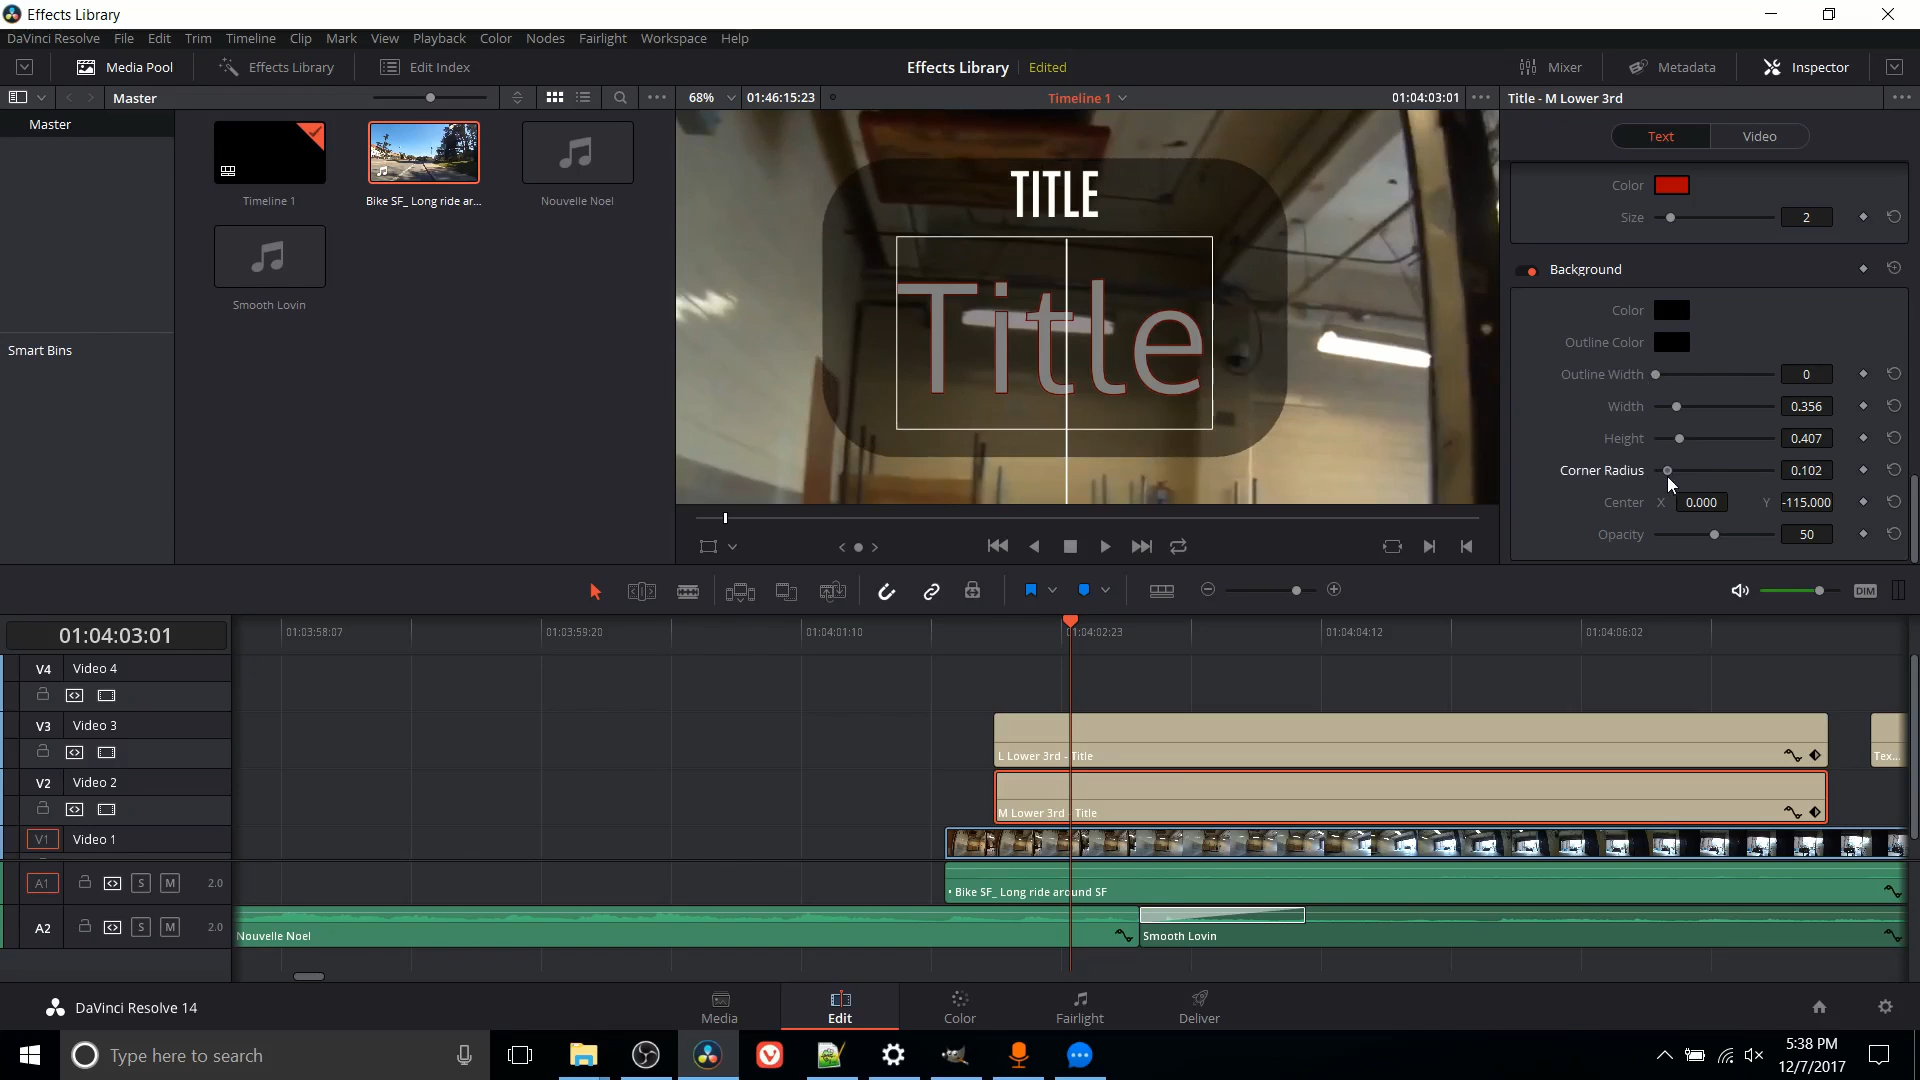 Effects Library
DaVinci Resolve File Edit Trim Timeline Clip Mark View Playback Color Nodes Fairlight Workspace Help
Media Pool Effects Library Edit Index Effects Library Edited Mixer Metadata Inspector
Master 68% 01:46:15:23 Timeline 1 01:04:03:01 Title - M Lower 3rd
Master
Timeline 1 Bike SF_ Long ride ar... Nouvelle Noel
Smooth Lovin
Smart Bins
TITLE
Title
Text Video
Color
Size 2
Background
Color
Outline Color
Outline Width 0
Width 0.356
Height 0.407
Corner Radius 0.102
Center X 0.000 Y -115.000
Opacity 50
DIM
01:04:03:01 01:03:58:07 01:03:59:20 01:04:01:10 01:04:02:23 01:04:04:12 01:04:06:02
V4 Video 4
V3 Video 3
L Lower 3rd - Title Tex...
V2 Video 2
M Lower 3rd - Title
V1 Video 1
A1 S M 2.0
• Bike SF_ Long ride around SF
A2 S M 2.0
Nouvelle Noel Smooth Lovin
DaVinci Resolve 14 Media Edit Color Fairlight Deliver
Type here to search
5:38 PM
12/7/2017